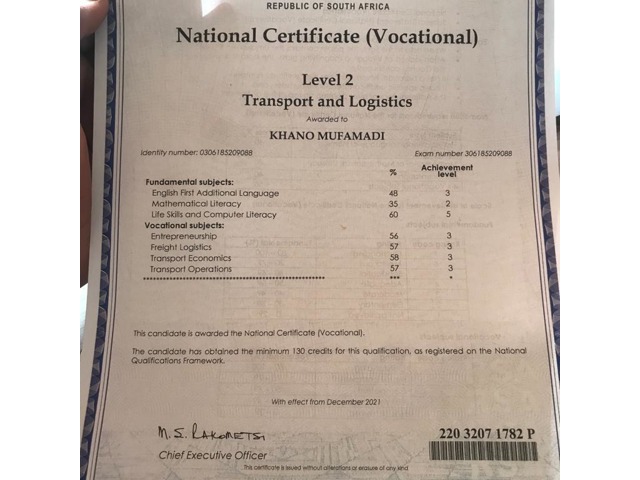 REPUBLIC OF SOUTH AFRICA
National Certificate (Vocational)
Level 2
Transport and Logistics
Awarded to
KHANO MUFAMADI
Identity number: 0306185209088 Exam number 306185209088
% Achievement level
Fundamental subjects:
English First Additional Language 48 3
Mathematical Literacy 35 2
Life Skills and Computer Literacy 60 5
Vocational subjects:
Entrepreneurship 56 3
Freight Logistics 57 3
Transport Economics 58 3
Transport Operations 57 3
This candidate is awarded the National Certificate (Vocational).
The candidate has obtained the minimum 130 credits for this qualification, as registered on the National
Qualifications Framework.
With effect from December 2021
M.S. RAKOMETSI
Chief Executive Officer
220 3207 1782 P
This certificate is issued without alterations or erasure of any kind